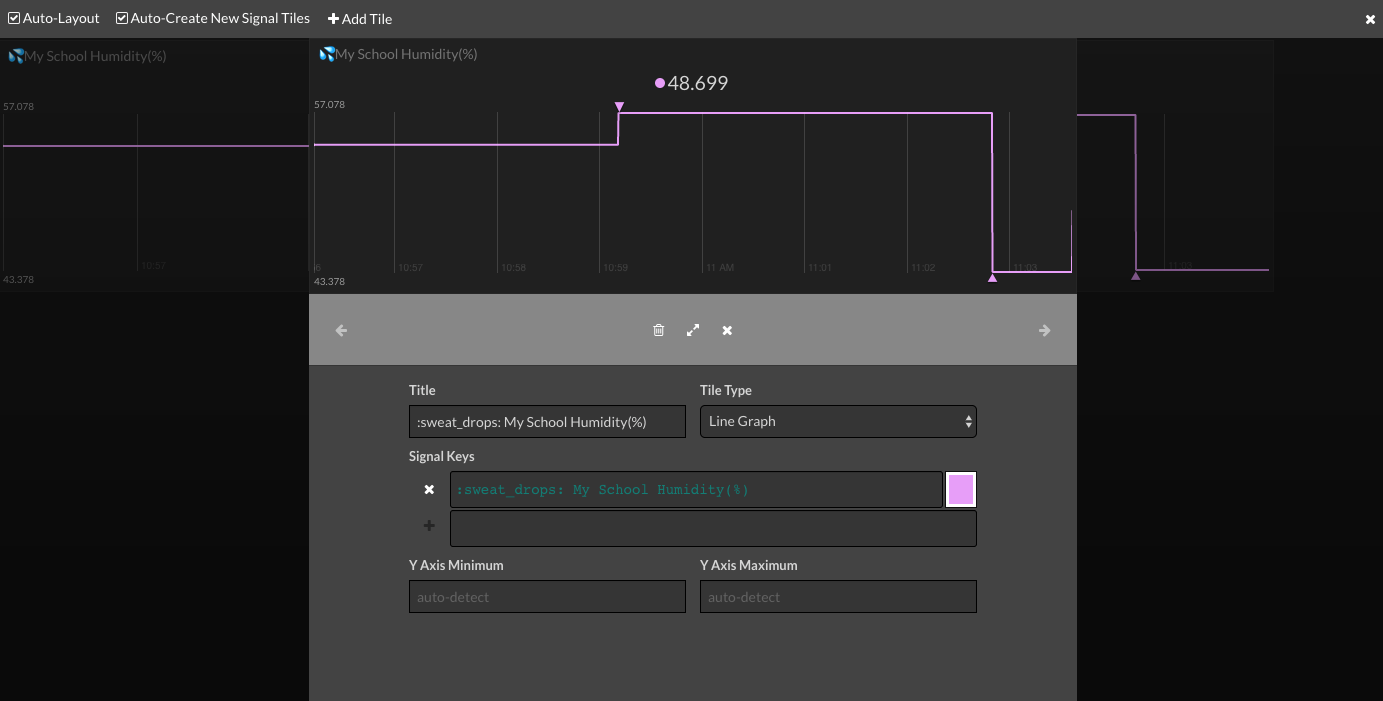 Auto-Layout Auto-Create New Signal Tiles Add Tile
My School Humidity(%)
57.078
43.378
10:57
11:03
My School Humidity(%)
48.699
57.078
6 10:57 10:58 10:59 11 AM 11:01 11:02 11:03
43.378
Title
:sweat_drops: My School Humidity(%)
Tile Type
Line Graph
Signal Keys
:sweat_drops: My School Humidity(%)
Y Axis Minimum
auto-detect
Y Axis Maximum
auto-detect